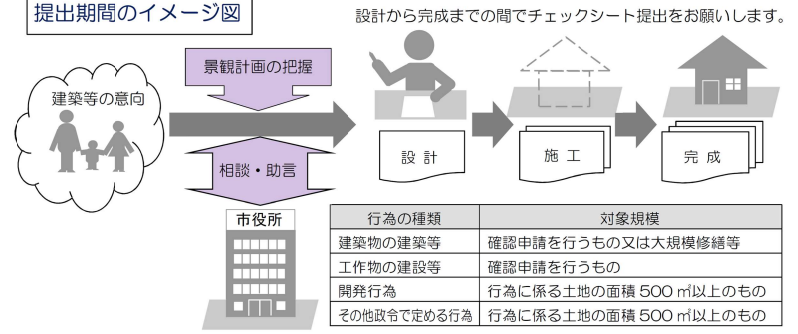 提出期間のイメージ図
設計から完成までの間でチェックシート提出をお願いします。
景観計画の把握
建築等の意向
相談・助言
設 計
施 工
完 成
市役所
行為の種類 対象規模
建築物の建築等 確認申請を行うもの又は大規模修繕等
工作物の建設等 確認申請を行うもの
開発行為 行為に係る土地の面積 500 ㎡以上のもの
その他政令で定める行為 行為に係る土地の面積 500 ㎡以上のもの